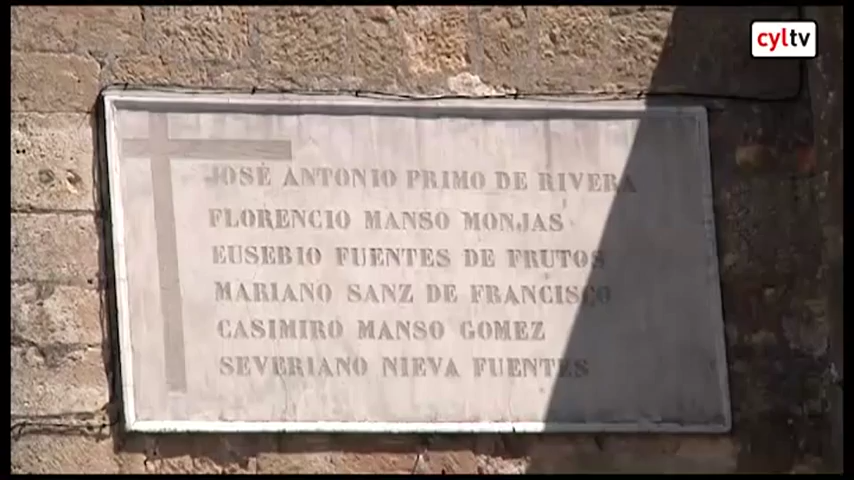 cyltv
JOSÉ ANTONIO PRIMO DE RIVERA
FLORENCIO MANSO MONJAS
EUSEBIO FUENTES DE FRUTOS
MARIANO SANZ DE FRANCISCO
CASIMIRO MANSO GOMEZ
SEVERIANO NIEVA FUENTES